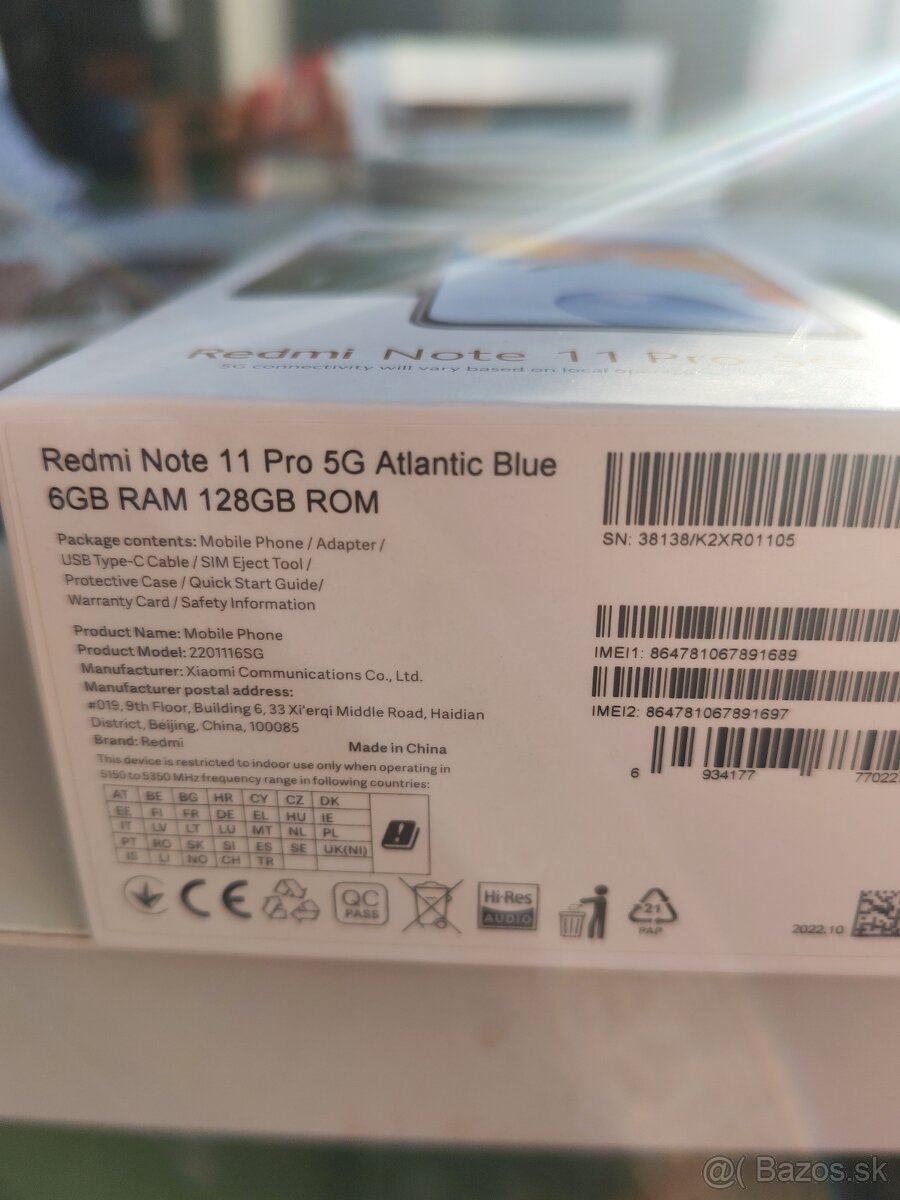 Redmi Note 11 Pro
5G connectivity will vary based on local
Redmi Note 11 Pro 5G Atlantic Blue
6GB RAM 128GB ROM
Package contents: Mobile Phone / Adapter /
USB Type-C Cable / SIM Eject Tool /
Protective Case / Quick Start Guide/
Warranty Card / Safety Information
Product Name: Mobile Phone
Product Model: 2201116SG
Manufacturer: Xiaomi Communications Co., Ltd.
Manufacturer postal address:
#019, 9th Floor, Building 6, 33 Xi'erqi Middle Road, Haidian
District, Beijing, China, 100085
Brand: Redmi
Made in China
This device is restricted to indoor use only when operating in
5150 to 5350 MHz frequency range in following countries:
AT BE BG HR CY CZ DK
EE FI FR DE EL HU IE
IT LV LT LU MT NL PL
PT RO SK SI ES SE UK(NI)
IS LI NO CH TR
CE
QC
PASS
Hi-Res
AUDIO
21
PAP
SN: 38138/K2XR01105
IMEI1: 864781067891689
IMEI2: 864781067891697
6 934177 77022
2022.10
@( Bazos.sk